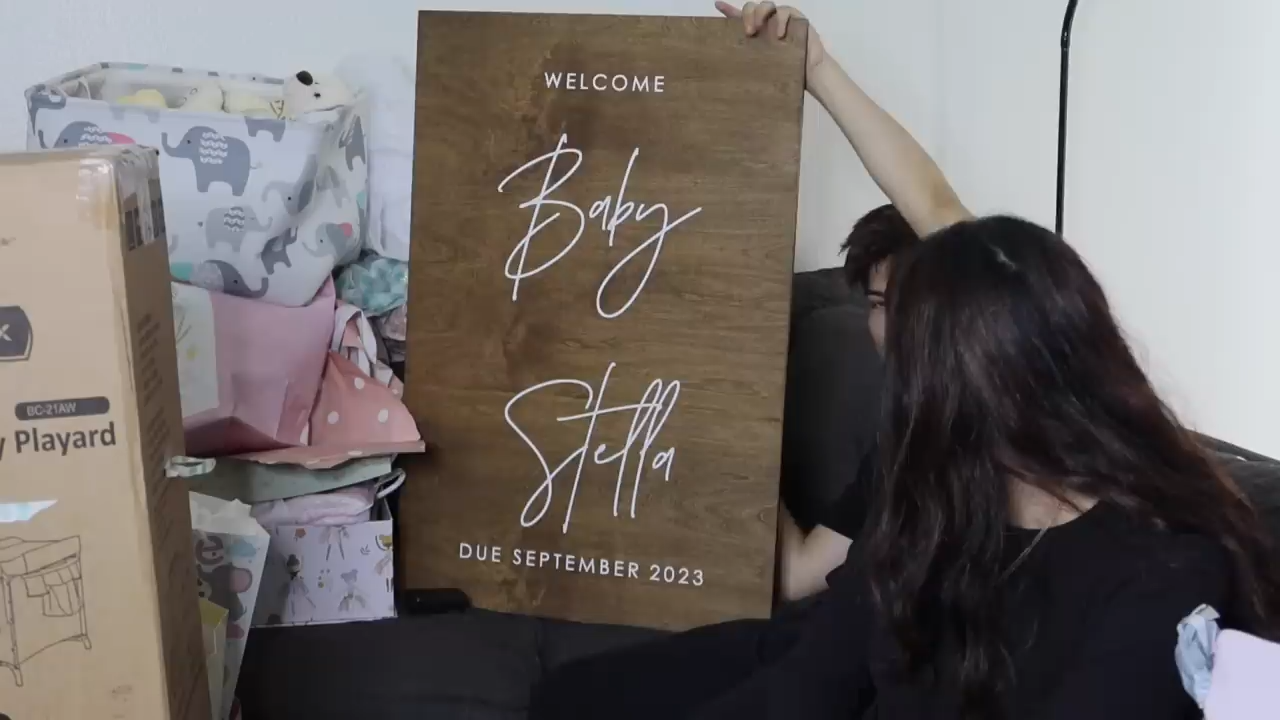 WELCOME
Baby
Stella
DUE SEPTEMBER 2023
BC-21AW
y Playard